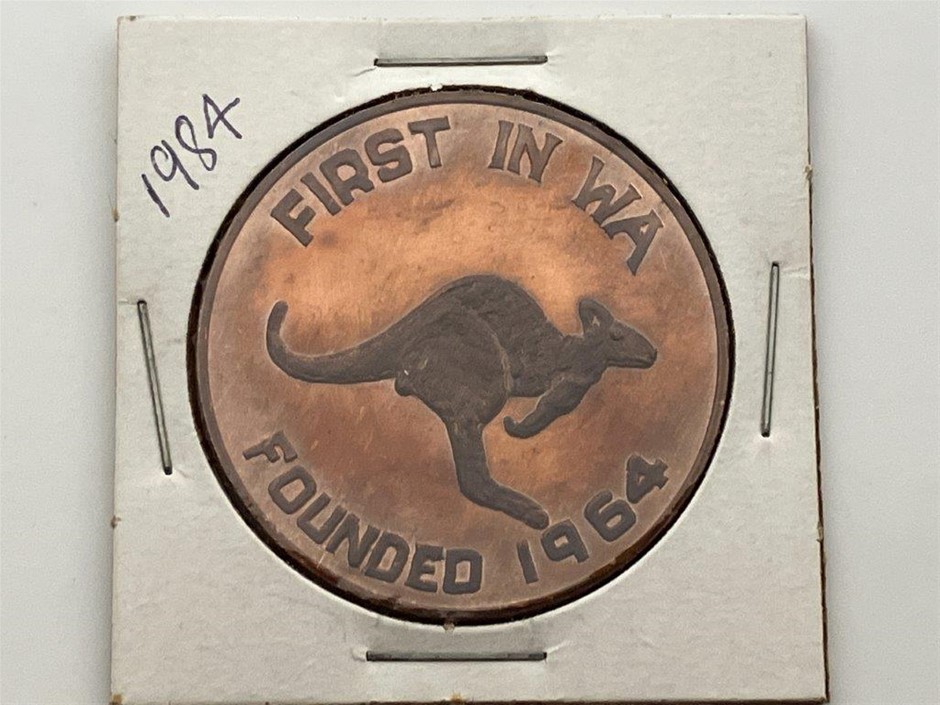 1984
FIRST IN WA
FOUNDED 1964